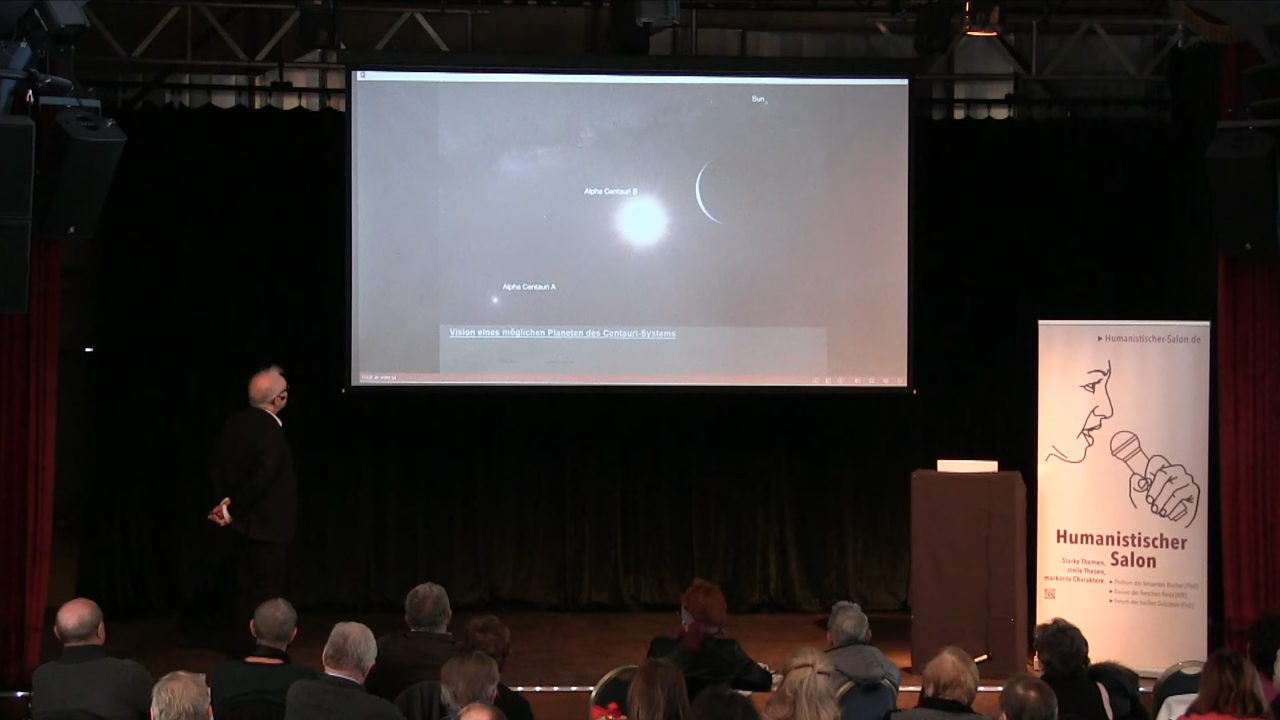 Sun
Alpha Centauri B
Alpha Centauri A
Vision eines möglichen Planeten des Centauri-Systems
▸ Humanistischer-Salon.de
Humanistischer
Salon
Starke Themen,
steile Thesen,
markante Charaktere.